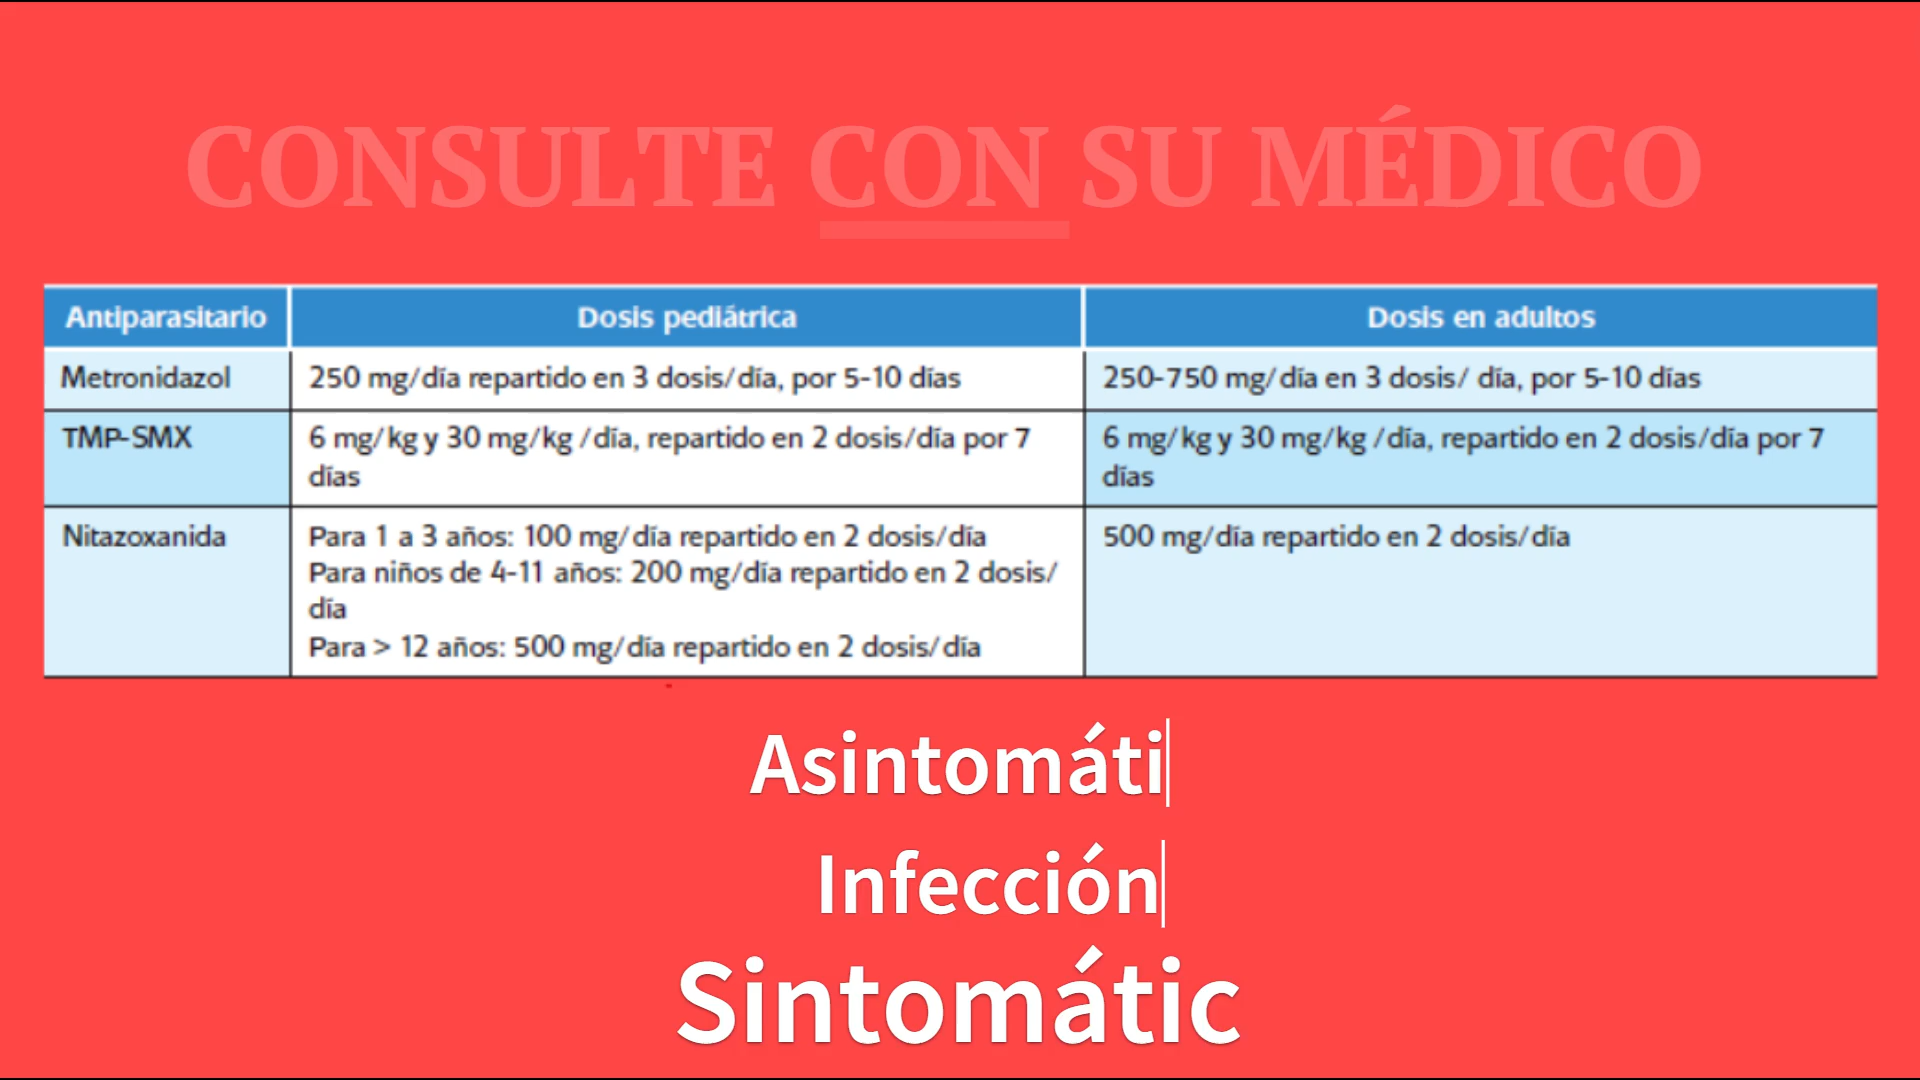 CONSULTE CON SU MÉDICO
Antiparasitario Dosis pediátrica Dosis en adultos
Metronidazol 250 mg/día repartido en 3 dosis/día, por 5-10 días 250-750 mg/día en 3 dosis/ día, por 5-10 días
TMP-SMX 6 mg/kg y 30 mg/kg /día, repartido en 2 dosis/día por 7 6 mg/kg y 30 mg/kg /día, repartido en 2 dosis/día por 7
días días
Nitazoxanida Para 1 a 3 años: 100 mg/día repartido en 2 dosis/día 500 mg/día repartido en 2 dosis/día
Para niños de 4-11 años: 200 mg/día repartido en 2 dosis/
día
Para > 12 años: 500 mg/día repartido en 2 dosis/día
Asintomáti
Infección
Sintomátic